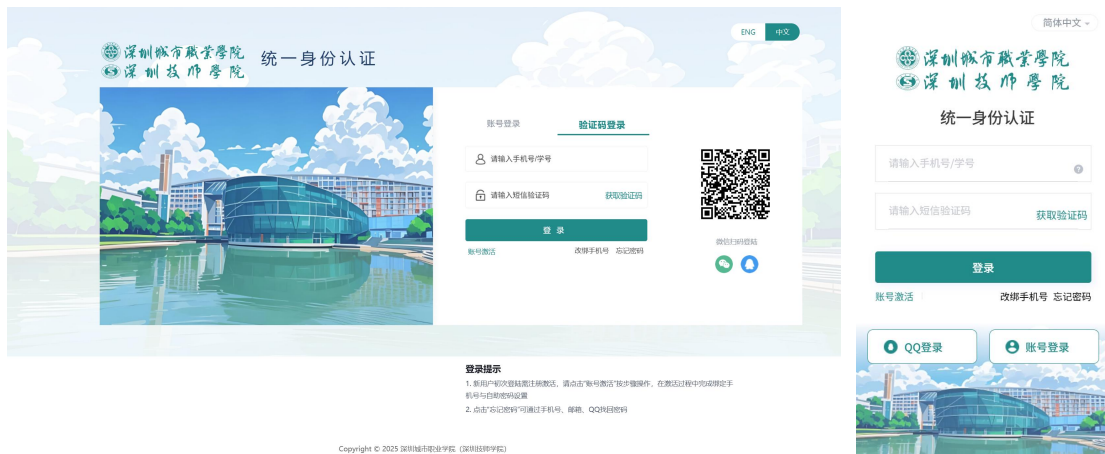 ENG 中文
深圳城市职业學院
深圳技师學院
统一身份认证
账号登录 验证码登录
请输入手机号/学号
请输入短信验证码 获取验证码
登 录
账号激活 改绑手机号 忘记密码
微信扫码登陆
登录提示
1. 新用户初次登陆需注册激活，请点击"账号激活"按步骤操作，在激活过程中完成绑定手
机号与自助密码设置
2. 点击"忘记密码"可通过手机号、邮箱、QQ找回密码
Copyright © 2025 深圳城市职业学院（深圳技师学院）
简体中文
深圳城市职业學院
深圳技师學院
统一身份认证
请输入手机号/学号
请输入短信验证码 获取验证码
登录
账号激活 改绑手机号 忘记密码
QQ登录 账号登录